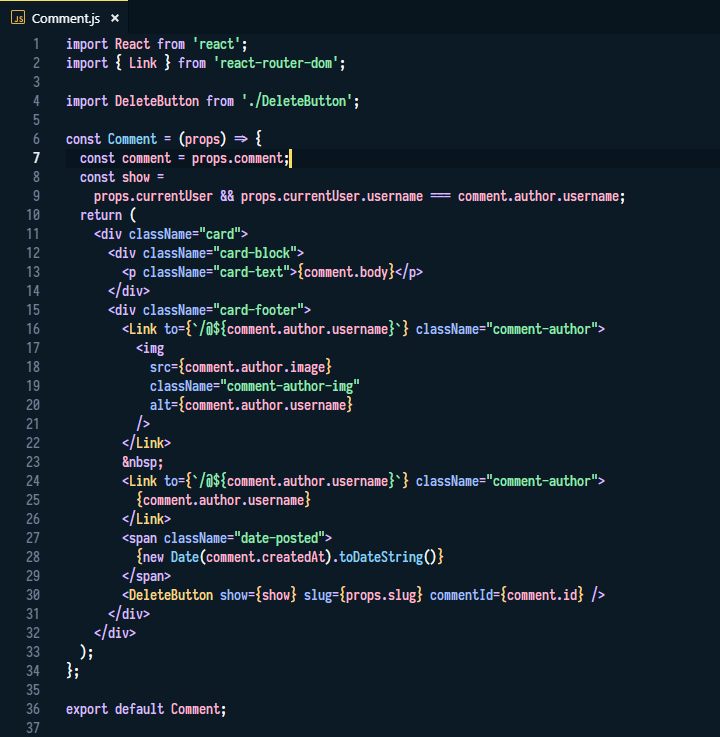 JS Comment.js ×
1 import React from 'react';
2 import { Link } from 'react-router-dom';
3
4 import DeleteButton from './DeleteButton';
5
6 const Comment = (props) => {
7   const comment = props.comment;
8   const show =
9     props.currentUser && props.currentUser.username === comment.author.username;
10   return (
11     <div className="card">
12       <div className="card-block">
13         <p className="card-text">{comment.body}</p>
14       </div>
15       <div className="card-footer">
16         <Link to={`/@${comment.author.username}`} className="comment-author">
17           <img
18             src={comment.author.image}
19             className="comment-author-img"
20             alt={comment.author.username}
21           />
22         </Link>
23         &nbsp;
24         <Link to={`/@${comment.author.username}`} className="comment-author">
25           {comment.author.username}
26         </Link>
27         <span className="date-posted">
28           {new Date(comment.createdAt).toDateString()}
29         </span>
30         <DeleteButton show={show} slug={props.slug} commentId={comment.id} />
31       </div>
32     </div>
33   );
34 };
35
36 export default Comment;
37